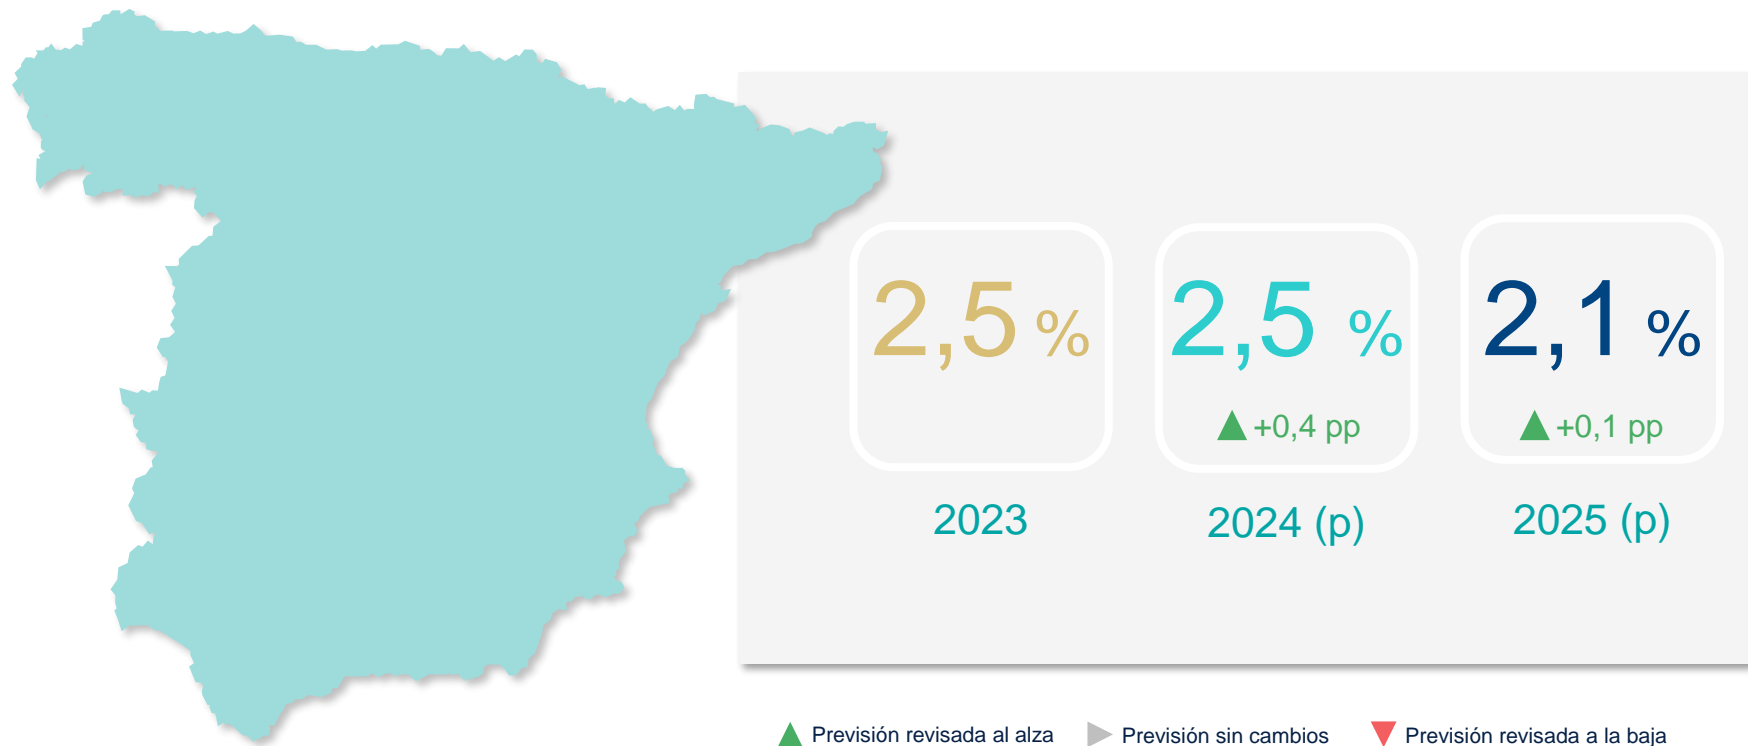 2,5 %
2,5 %
2,1 %
+0,4 pp
+0,1 pp
2023
2024 (p)
2025 (p)
Previsión revisada al alza
Previsión sin cambios
Previsión revisada a la baja